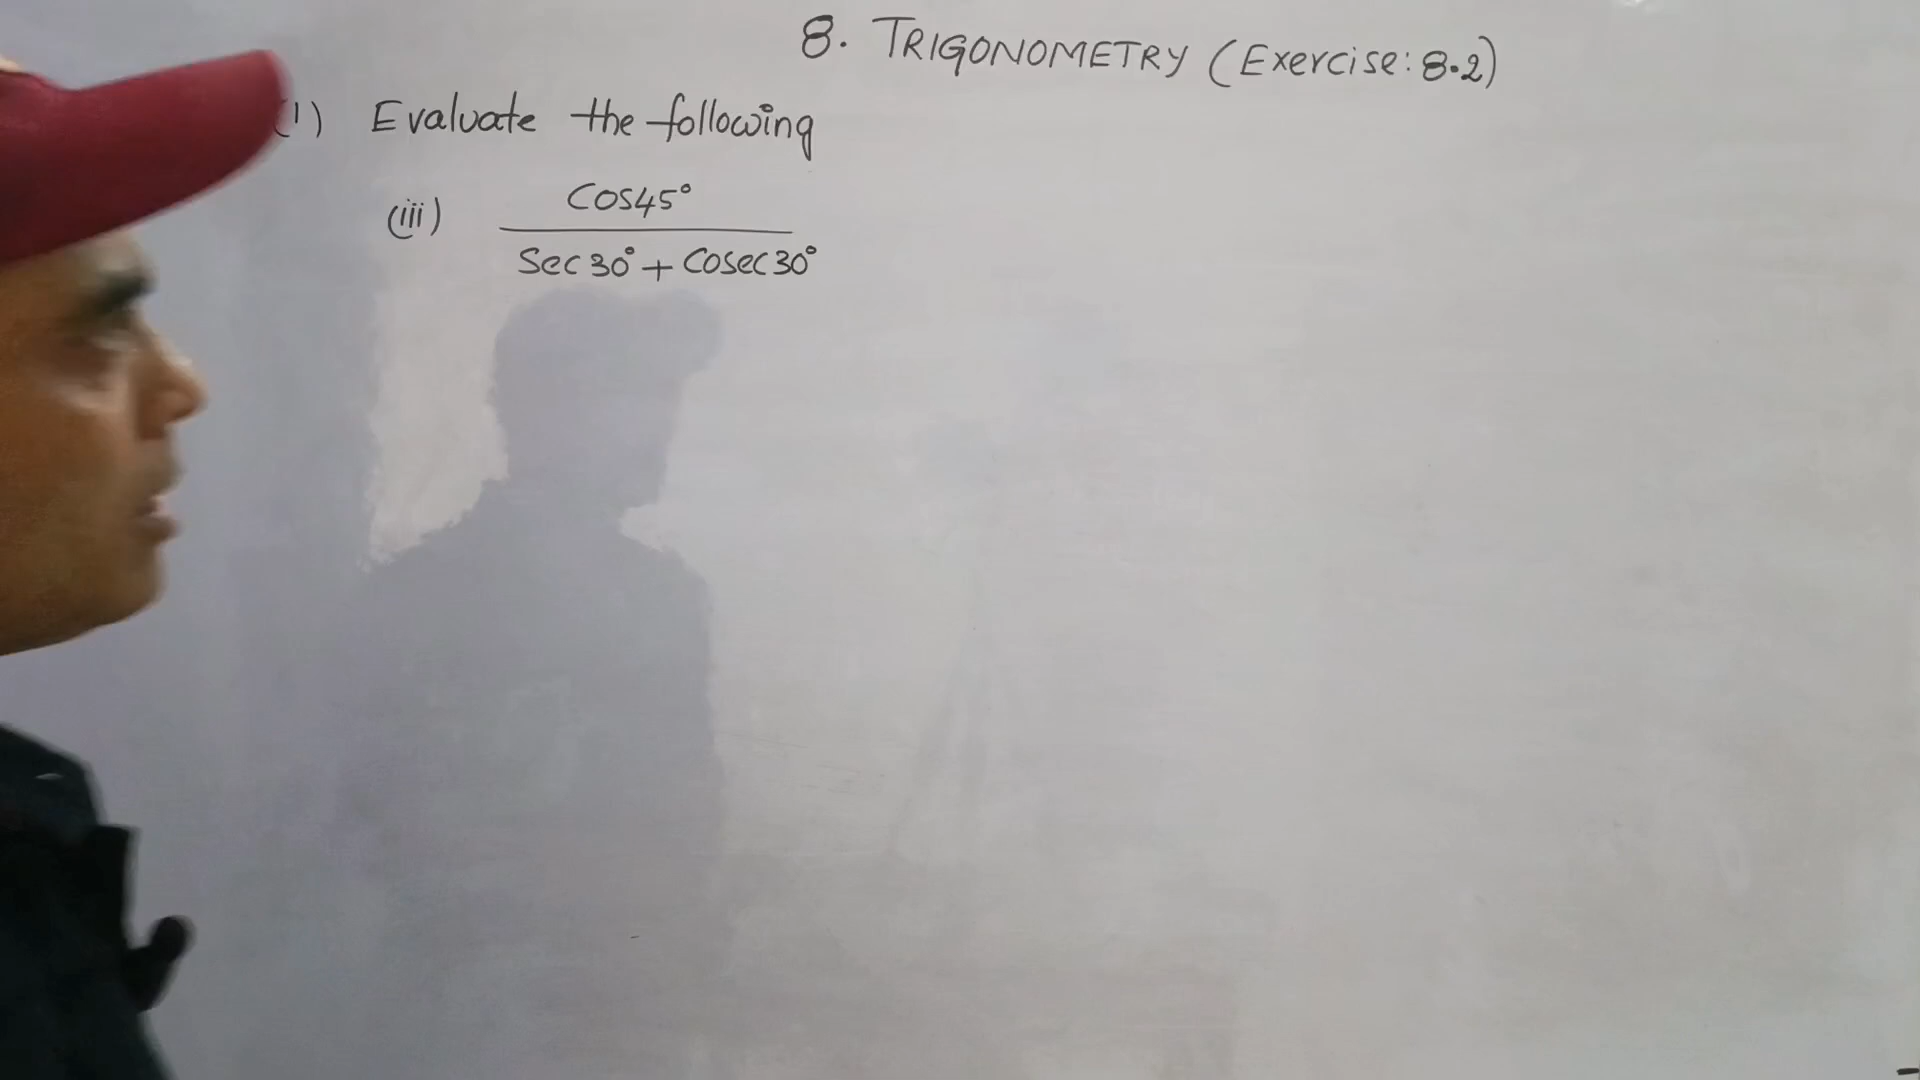 8. TRIGONOMETRY (Exercise: 8.2)
(1) Evaluate the following
(iii) Cos45°
Sec 30° + Cosec 30°